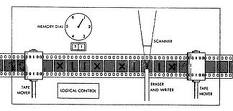 MEMORY DIAL
SCANNER
TAPE
MOVER
LOGICAL CONTROL
ERASER
AND WRITER
TAPE
MOVER